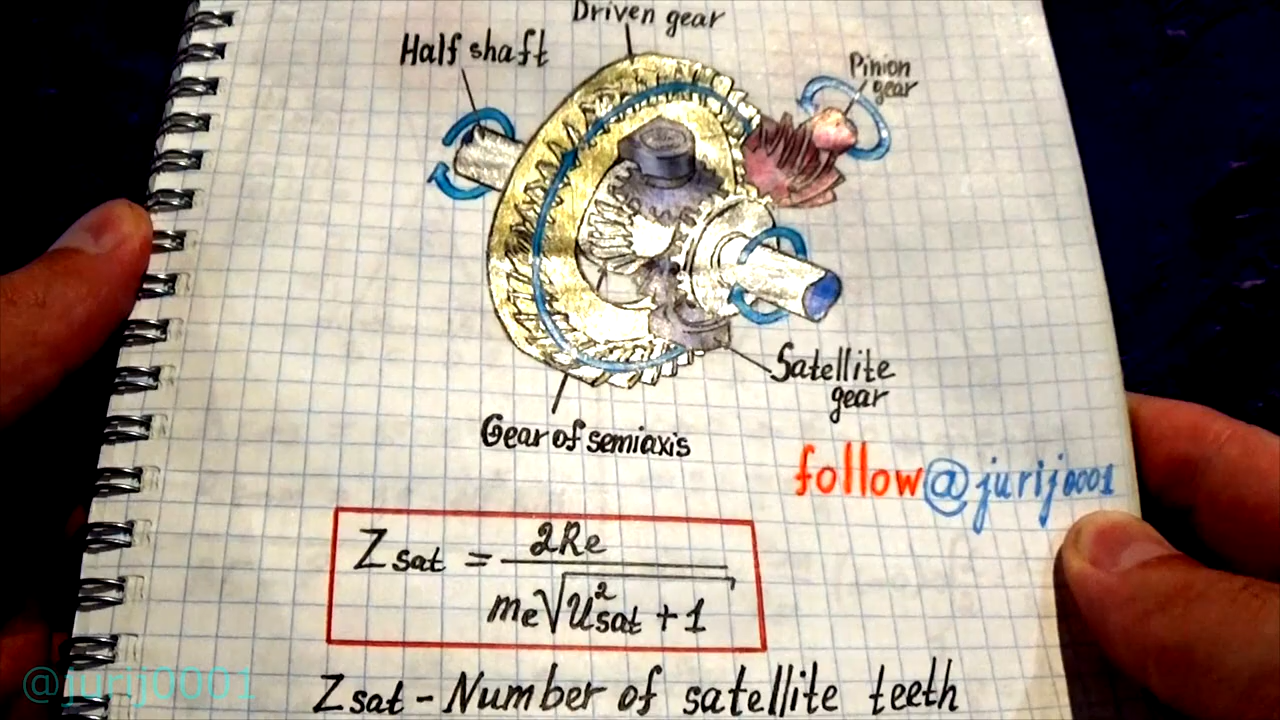 Driven gear
Half shaft
Pinion
gear
Satellite
gear
Gear of semiaxis
follow@jurij0001
Zsat = 2Re / me√(U²sat + 1)
Zsat - Number of satellite teeth
@jurij0001